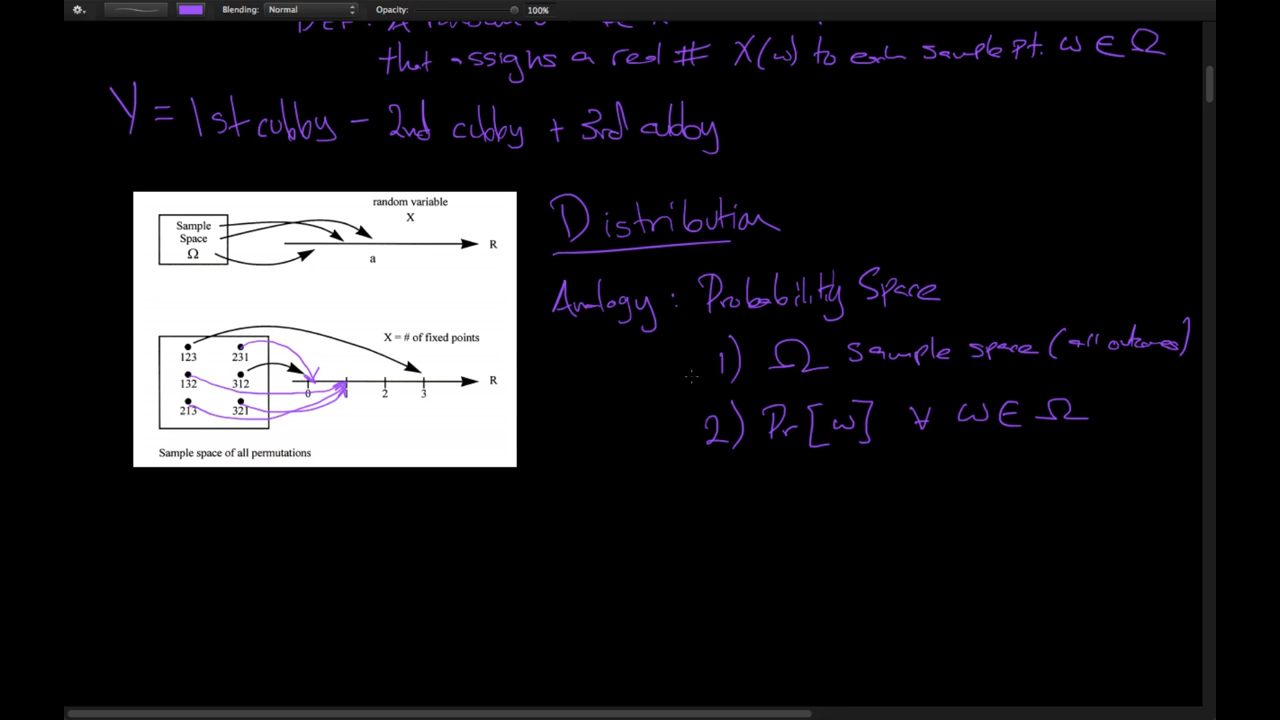 Blending: Normal Opacity: 100%
that assigns a real # X(ω) to each sample pt. ω ∈ Ω
Y = 1st cubby - 2nd cubby + 3rd cubby
random variable
X
Sample
Space
Ω
R
a
X = # of fixed points
123 231
132 312
213 321
R
0 1 2 3
Sample space of all permutations
Distribution
Analogy : Probability Space
1) Ω sample space (all outcomes)
2) Pr[ω] ∀ ω ∈ Ω